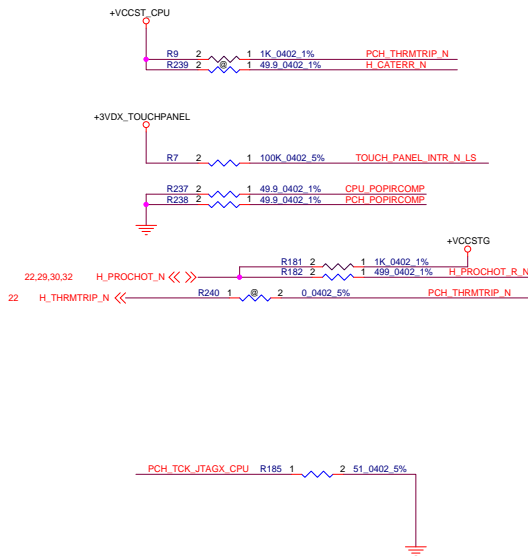 +VCCST_CPU
R9 2 1 1K_0402_1% PCH_THRMTRIP_N
R239 2 @ 1 49.9_0402_1% H_CATERR_N
+3VDX_TOUCHPANEL
R7 2 1 100K_0402_5% TOUCH_PANEL_INTR_N_LS
R237 2 1 49.9_0402_1% CPU_POPIRCOMP
R238 2 1 49.9_0402_1% PCH_POPIRCOMP
+VCCSTG
R181 2 1 1K_0402_1%
R182 2 1 499_0402_1% H_PROCHOT_R_N
22,29,30,32 H_PROCHOT_N
22 H_THRMTRIP_N R240 1 @ 2 0_0402_5% PCH_THRMTRIP_N
PCH_TCK_JTAGX_CPU R185 1 2 51_0402_5%